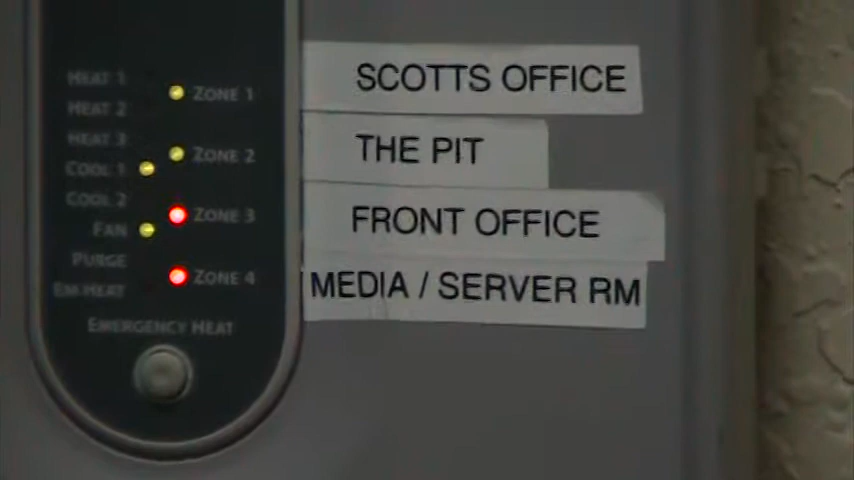 HEAT 1
HEAT 2
HEAT 3
COOL 1
COOL 2
FAN
PURGE
EM HEAT
ZONE 1
ZONE 2
ZONE 3
ZONE 4
EMERGENCY HEAT
SCOTTS OFFICE
THE PIT
FRONT OFFICE
MEDIA / SERVER RM